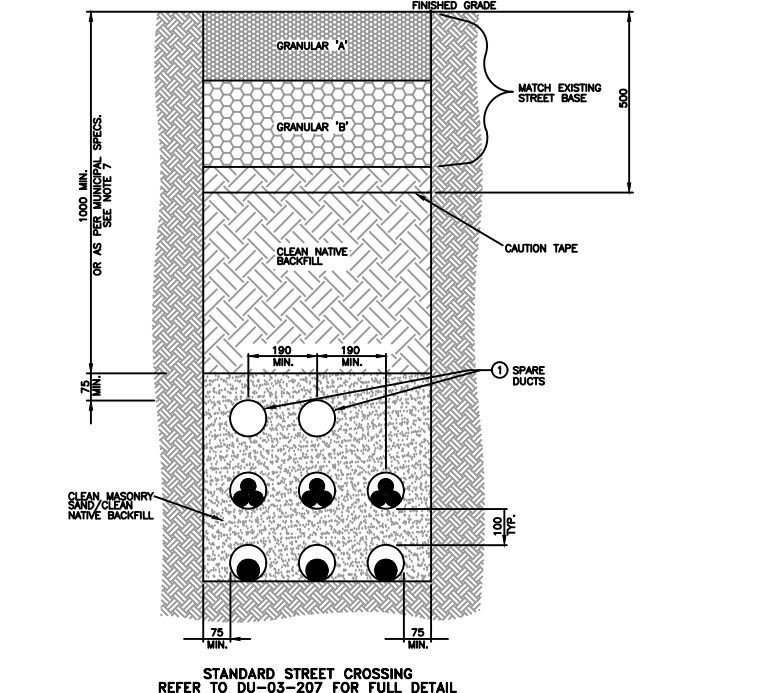 FINISHED GRADE
GRANULAR 'A'
MATCH EXISTING
STREET BASE
500
GRANULAR 'B'
1000 MIN.
OR AS PER MUNICIPAL SPECS.
SEE NOTE 7
CAUTION TAPE
CLEAN NATIVE
BACKFILL
190
MIN.
190
MIN.
75
MIN.
1
SPARE
DUCTS
CLEAN MASONRY
SAND/CLEAN
NATIVE BACKFILL
100
TYP.
75
MIN.
75
MIN.
STANDARD STREET CROSSING
REFER TO DU-03-207 FOR FULL DETAIL